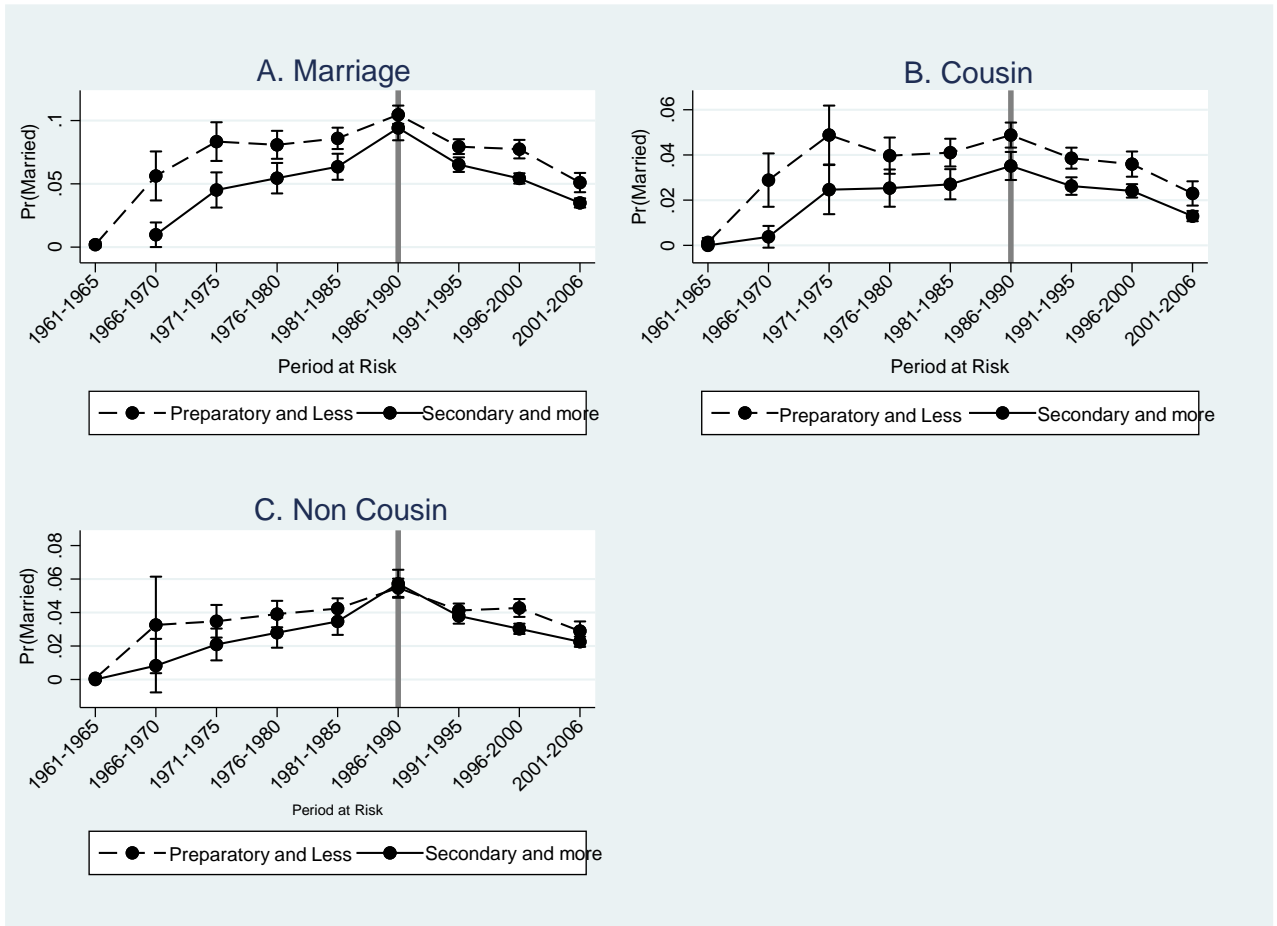 A. Marriage
Pr(Married)
.1
.05
0
1961-1965
1966-1970
1971-1975
1976-1980
1981-1985
1986-1990
1991-1995
1996-2000
2001-2006
Period at Risk
Preparatory and Less
Secondary and more
B. Cousin
Pr(Married)
.06
.04
.02
0
1961-1965
1966-1970
1971-1975
1976-1980
1981-1985
1986-1990
1991-1995
1996-2000
2001-2006
Period at Risk
Preparatory and Less
Secondary and more
C. Non Cousin
Pr(Married)
.08
.06
.04
.02
0
1961-1965
1966-1970
1971-1975
1976-1980
1981-1985
1986-1990
1991-1995
1996-2000
2001-2006
Period at Risk
Preparatory and Less
Secondary and more